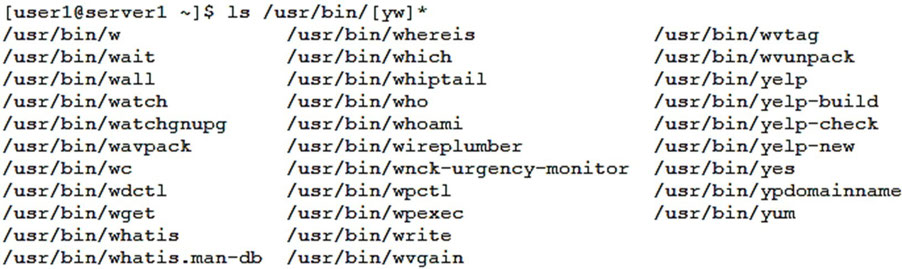 [user1@server1 ~]$ ls /usr/bin/[yw]*
/usr/bin/w /usr/bin/whereis /usr/bin/wvtag
/usr/bin/wait /usr/bin/which /usr/bin/wvunpack
/usr/bin/wall /usr/bin/whiptail /usr/bin/yelp
/usr/bin/watch /usr/bin/who /usr/bin/yelp-build
/usr/bin/watchgnupg /usr/bin/whoami /usr/bin/yelp-check
/usr/bin/wavpack /usr/bin/wireplumber /usr/bin/yelp-new
/usr/bin/wc /usr/bin/wnck-urgency-monitor /usr/bin/yes
/usr/bin/wdctl /usr/bin/wpctl /usr/bin/ypdomainname
/usr/bin/wget /usr/bin/wpexec /usr/bin/yum
/usr/bin/whatis /usr/bin/write
/usr/bin/whatis.man-db /usr/bin/wvgain